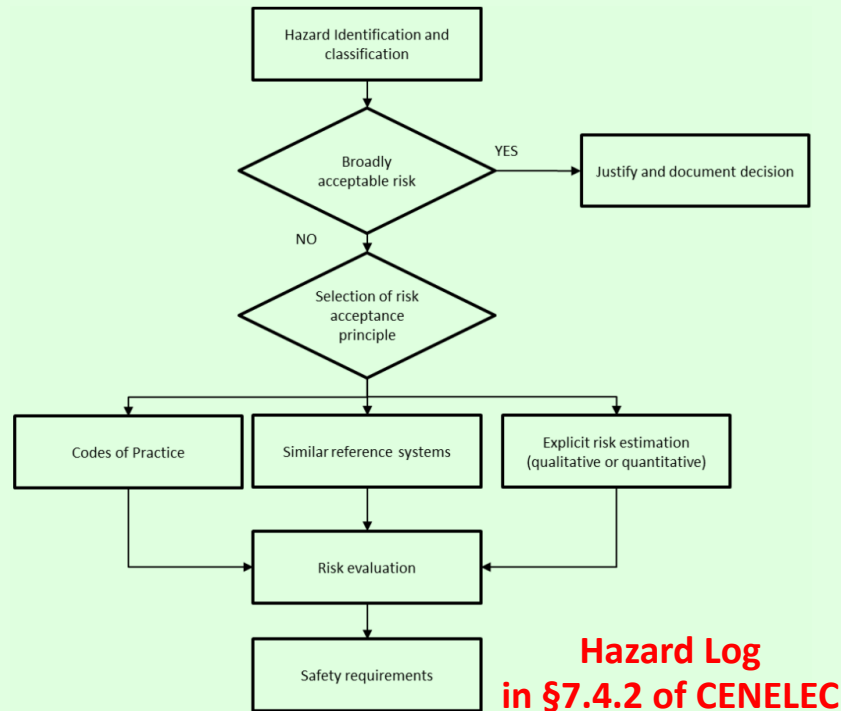 Hazard Identification and
classification
Broadly
acceptable risk
YES
Justify and document decision
NO
Selection of risk
acceptance
principle
Codes of Practice
Similar reference systems
Explicit risk estimation
(qualitative or quantitative)
Risk evaluation
Safety requirements
Hazard Log
in §7.4.2 of CENELEC